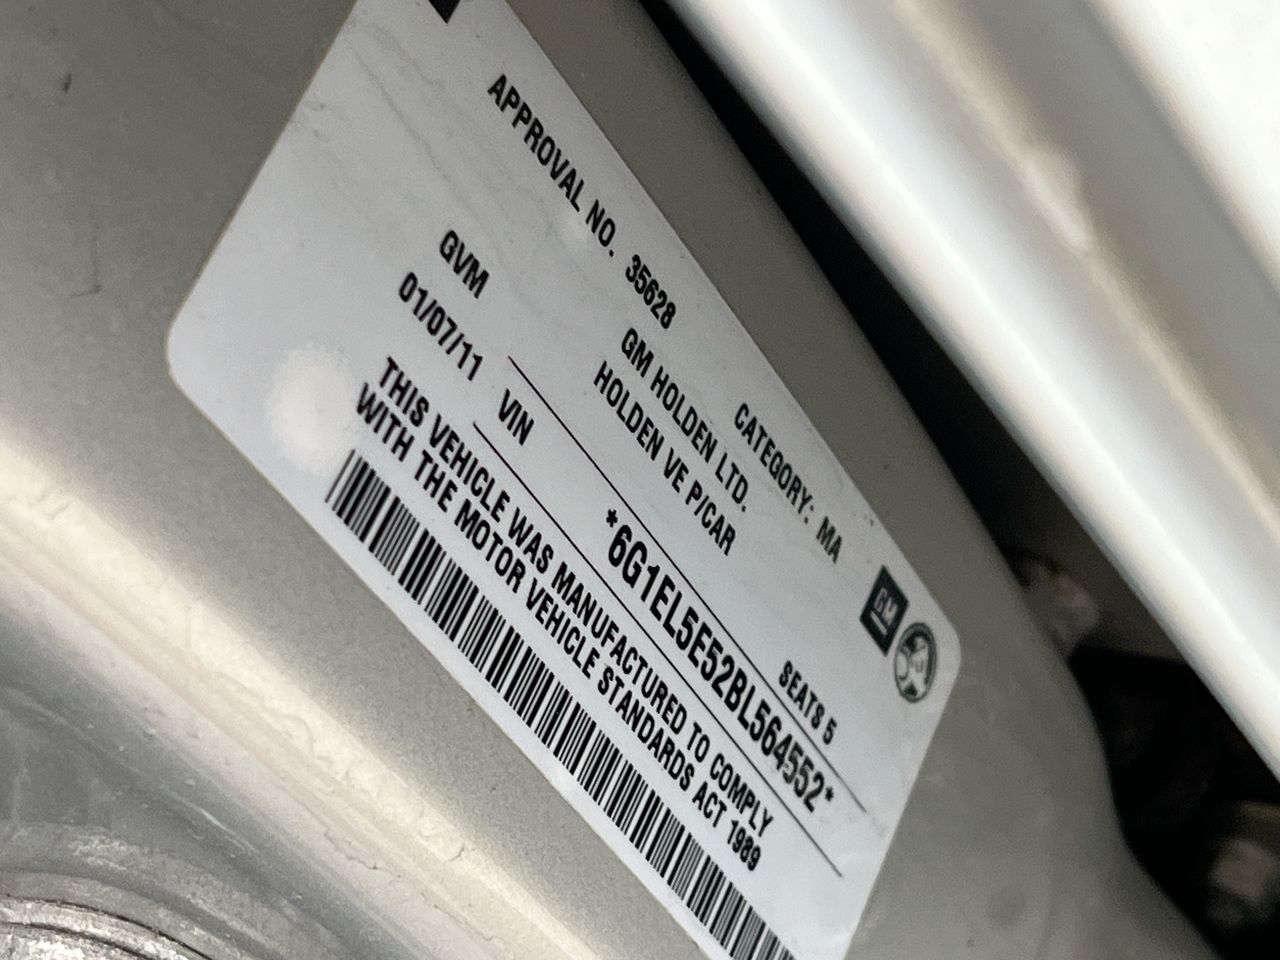 APPROVAL NO. 35628
CATEGORY: MA
GM HOLDEN LTD.
HOLDEN VE P/CAR
GM
GVM
SEATS 5
01/07/11
VIN
*6G1EL5E52BL564552*
THIS VEHICLE WAS MANUFACTURED TO COMPLY
WITH THE MOTOR VEHICLE STANDARDS ACT 1989